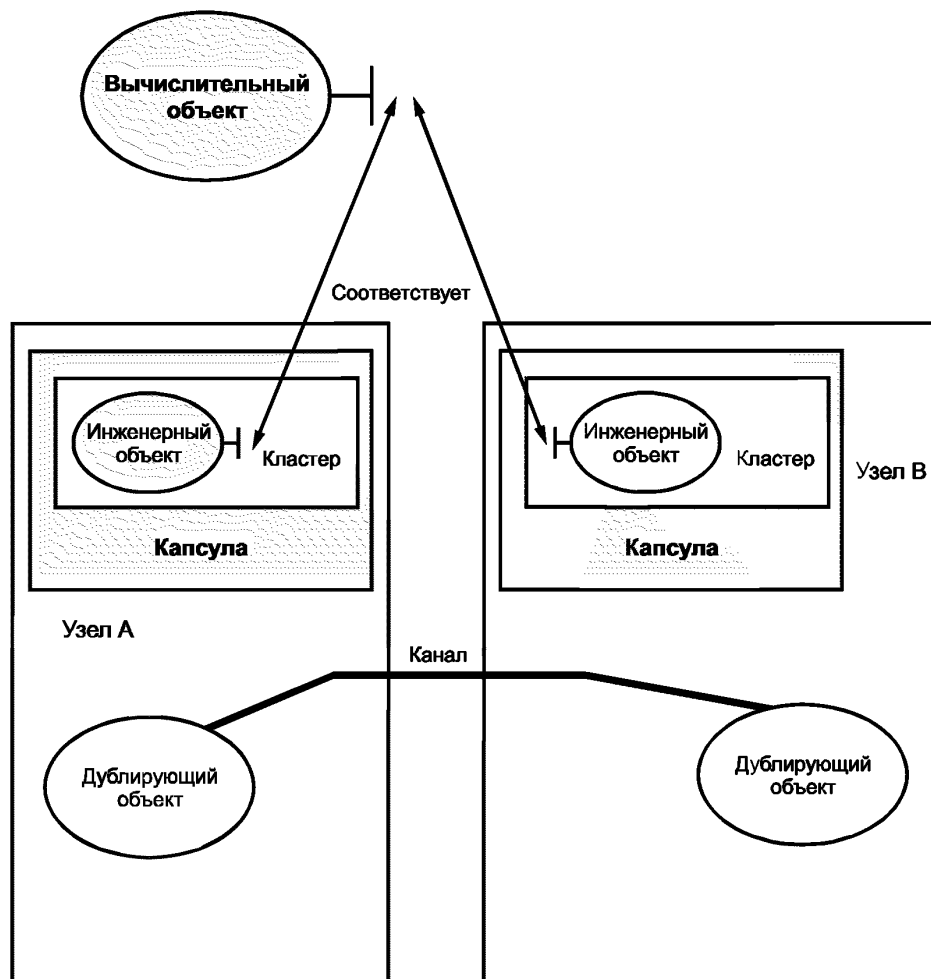 Вычислительный
объект
Соответствует
Инженерный
объект
Кластер
Капсула
Узел А
Инженерный
объект
Кластер
Узел В
Капсула
Канал
Дублирующий
объект
Дублирующий
объект